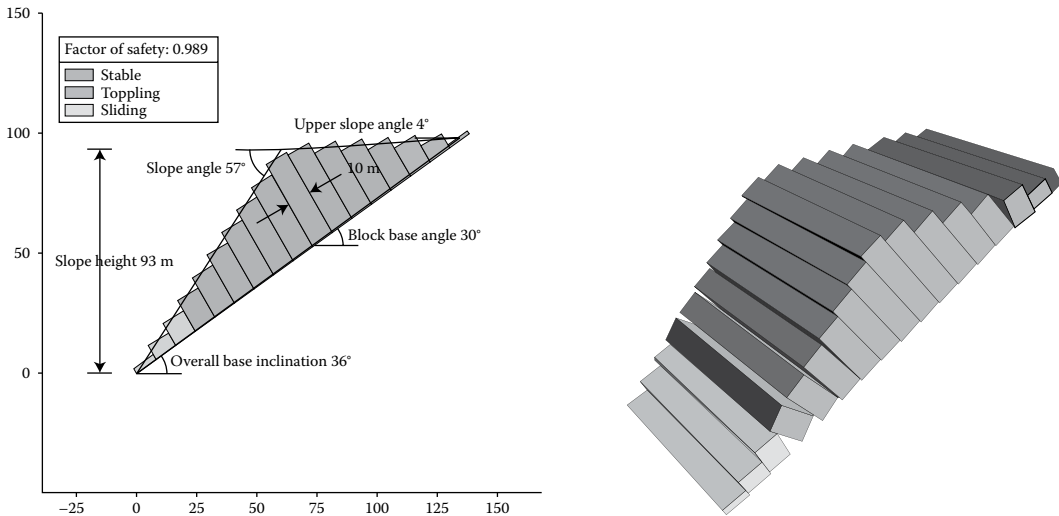 150
Factor of safety: 0.989
Stable
Toppling
Sliding
Upper slope angle 4°
100
Slope angle 57°
10 m
Block base angle 30°
50
Slope height 93 m
Overall base inclination 36°
0
−25 0 25 50 75 100 125 150